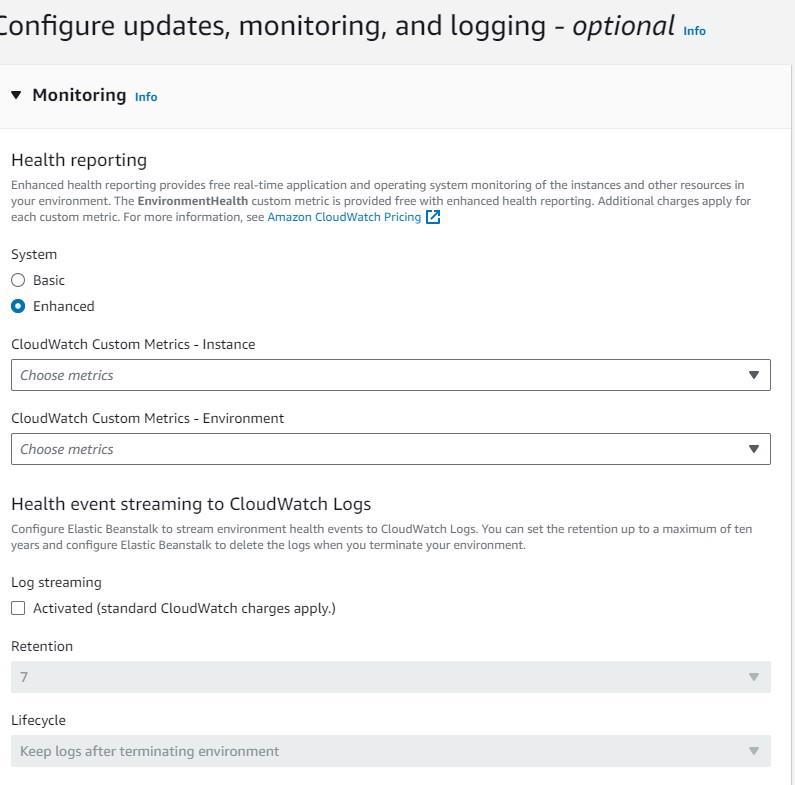 Configure updates, monitoring, and logging - optional Info
Monitoring Info
Health reporting
Enhanced health reporting provides free real-time application and operating system monitoring of the instances and other resources in
your environment. The EnvironmentHealth custom metric is provided free with enhanced health reporting. Additional charges apply for
each custom metric. For more information, see Amazon CloudWatch Pricing
System
Basic
Enhanced
CloudWatch Custom Metrics - Instance
Choose metrics
CloudWatch Custom Metrics - Environment
Choose metrics
Health event streaming to CloudWatch Logs
Configure Elastic Beanstalk to stream environment health events to CloudWatch Logs. You can set the retention up to a maximum of ten
years and configure Elastic Beanstalk to delete the logs when you terminate your environment.
Log streaming
Activated (standard CloudWatch charges apply.)
Retention
7
Lifecycle
Keep logs after terminating environment